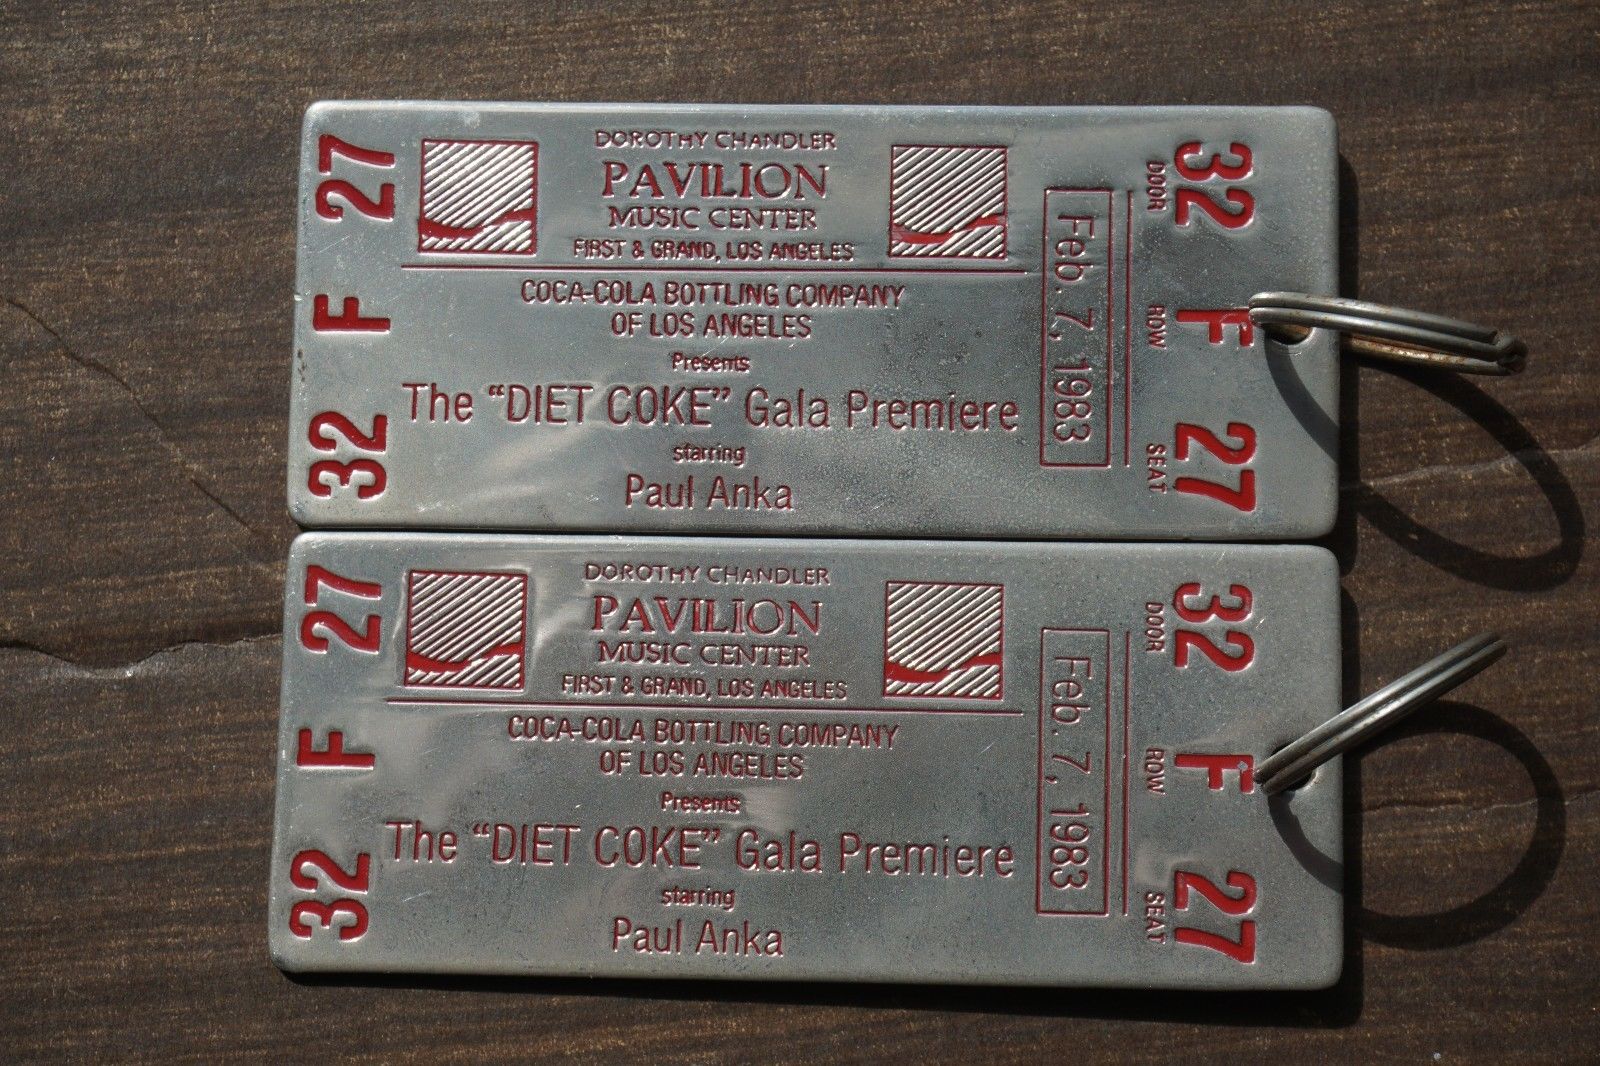 27
F
32
DOROTHY CHANDLER
PAVILION
MUSIC CENTER
FIRST & GRAND, LOS ANGELES
COCA-COLA BOTTLING COMPANY
OF LOS ANGELES
Presents
The “DIET COKE” Gala Premiere
starring
Paul Anka
Feb. 7, 1983
DOOR 32
ROW F
SEAT 27
27
F
32
DOROTHY CHANDLER
PAVILION
MUSIC CENTER
FIRST & GRAND, LOS ANGELES
COCA-COLA BOTTLING COMPANY
OF LOS ANGELES
Presents
The “DIET COKE” Gala Premiere
starring
Paul Anka
Feb. 7, 1983
DOOR 32
ROW F
SEAT 27